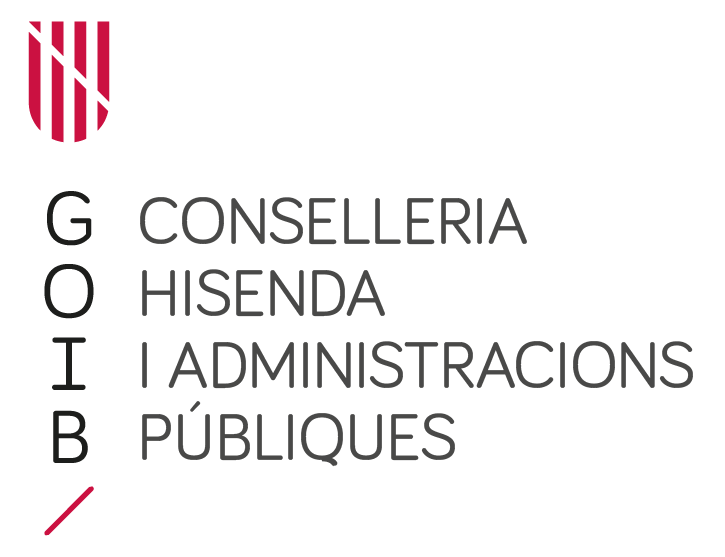 G CONSELLERIA
O HISENDA
I I ADMINISTRACIONS
B PÚBLIQUES
/